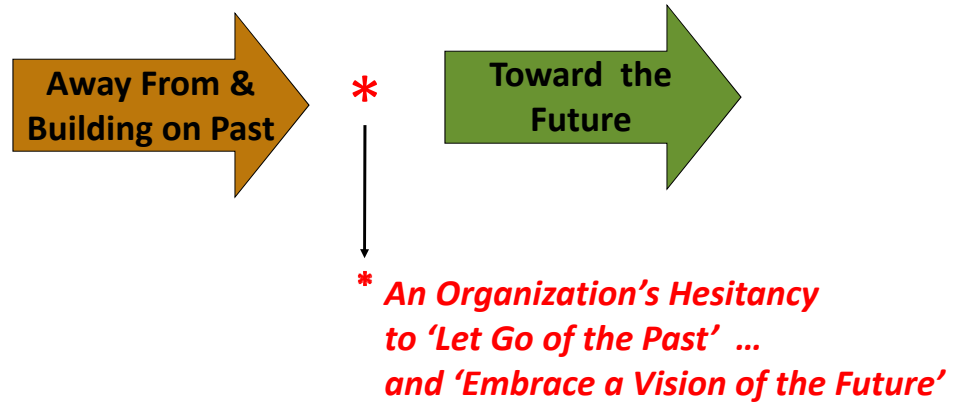 Away From &
Building on Past
*
Toward the
Future
* An Organization’s Hesitancy
to ‘Let Go of the Past’ …
and ‘Embrace a Vision of the Future’